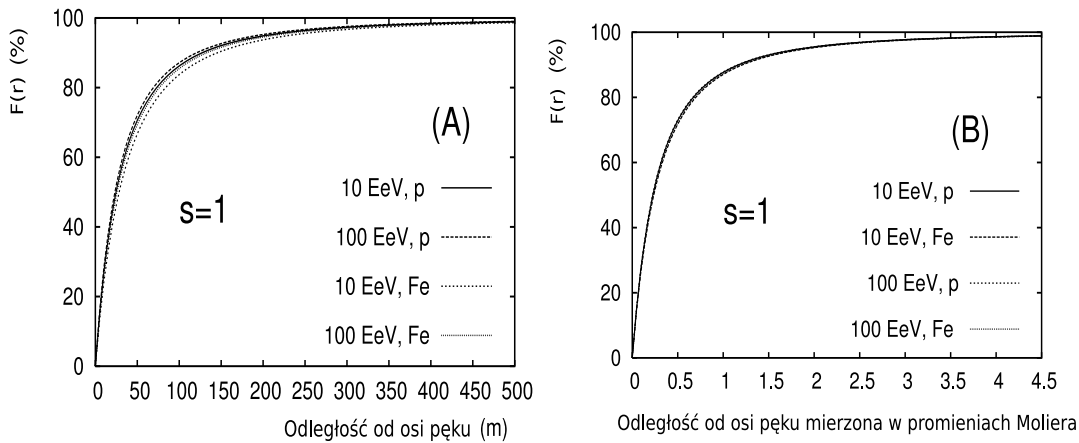 F(r) (%)
100
80
60
40
20
0
(A)
s=1
10 EeV, p
100 EeV, p
10 EeV, Fe
100 EeV, Fe
0 50 100 150 200 250 300 350 400 450 500
Odległość od osi pęku (m)
F(r) (%)
100
80
60
40
20
0
(B)
s=1
10 EeV, p
10 EeV, Fe
100 EeV, p
100 EeV, Fe
0 0.5 1 1.5 2 2.5 3 3.5 4 4.5
Odległość od osi pęku mierzona w promieniach Moliera